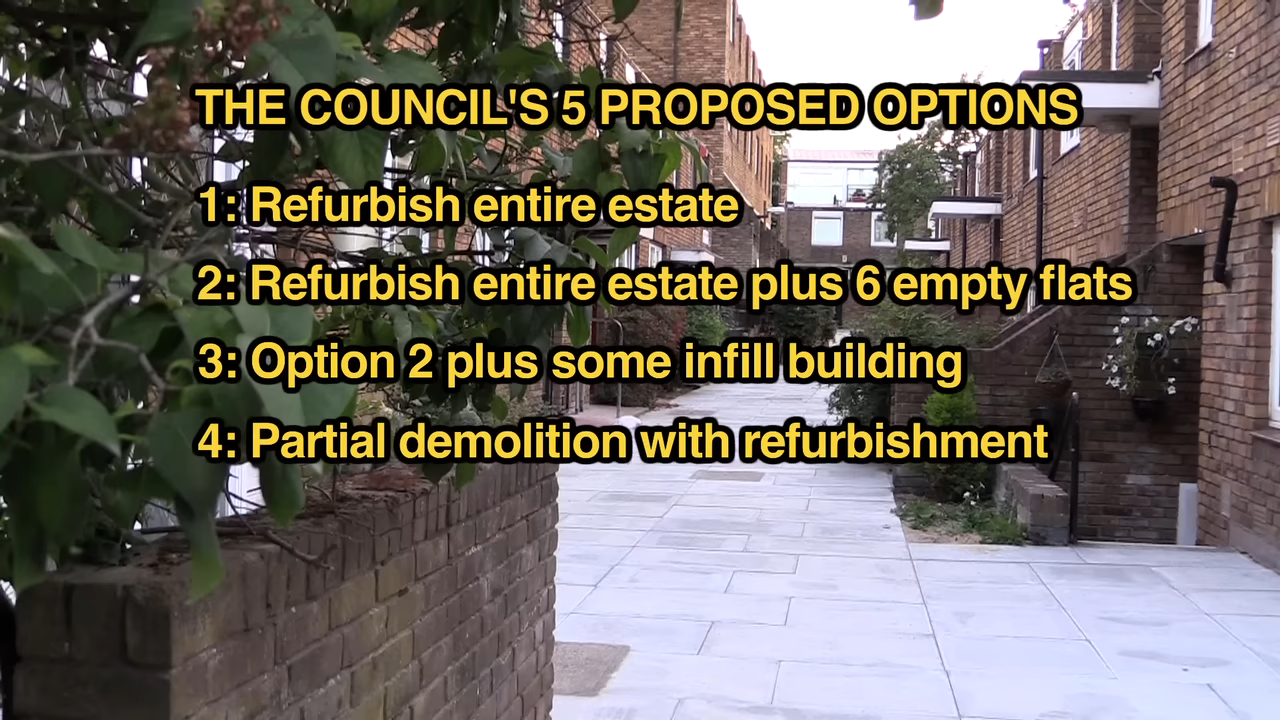 THE COUNCIL'S 5 PROPOSED OPTIONS
1: Refurbish entire estate
2: Refurbish entire estate plus 6 empty flats
3: Option 2 plus some infill building
4: Partial demolition with refurbishment